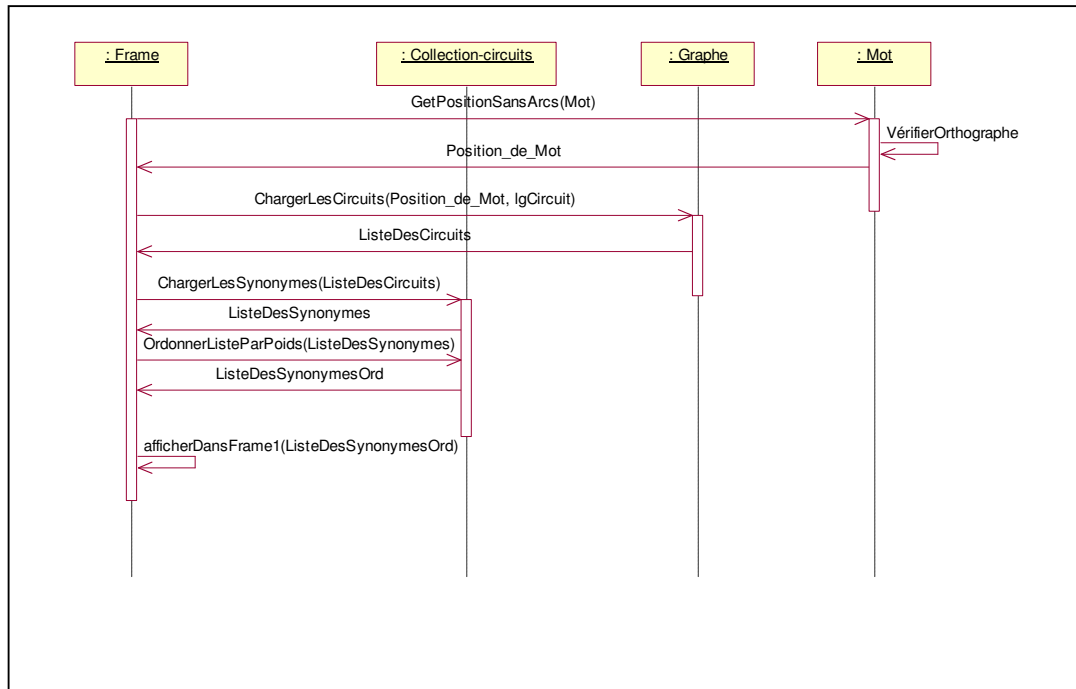 : Frame
: Collection-circuits
: Graphe
: Mot
GetPositionSansArcs(Mot)
VérifierOrthographe
Position_de_Mot
ChargerLesCircuits(Position_de_Mot, lgCircuit)
ListeDesCircuits
ChargerLesSynonymes(ListeDesCircuits)
ListeDesSynonymes
OrdonnerListeParPoids(ListeDesSynonymes)
ListeDesSynonymesOrd
afficherDansFrame1(ListeDesSynonymesOrd)